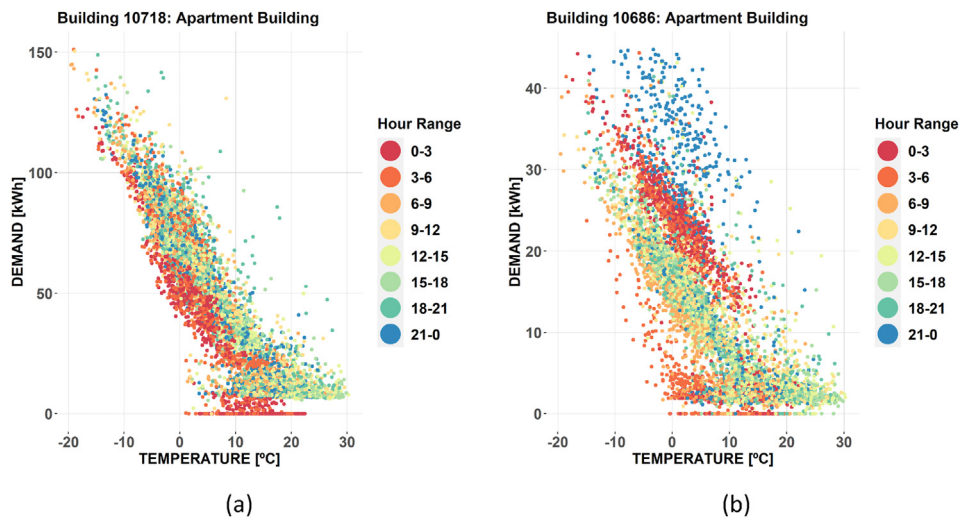 Building 10718: Apartment Building
150
100
50
0
DEMAND [kWh]
-20 -10 0 10 20 30
TEMPERATURE [ºC]
Hour Range
0-3
3-6
6-9
9-12
12-15
15-18
18-21
21-0
(a)
Building 10686: Apartment Building
40
30
20
10
0
DEMAND [kWh]
-20 -10 0 10 20 30
TEMPERATURE [ºC]
Hour Range
0-3
3-6
6-9
9-12
12-15
15-18
18-21
21-0
(b)